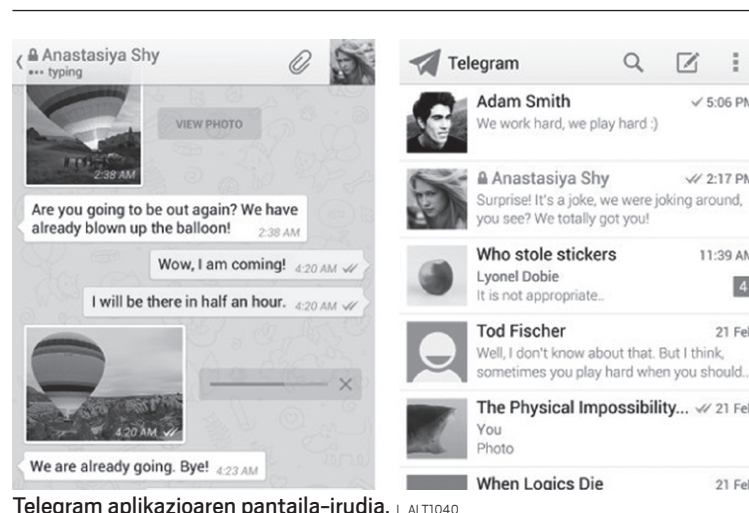 Anastasiya Shy
••• typing
VIEW PHOTO
2:38 AM
Are you going to be out again? We have
already blown up the balloon! 2:38 AM
Wow, I am coming! 4:20 AM
I will be there in half an hour. 4:20 AM
4:20 AM
We are already going. Bye! 4:23 AM
Telegram
Adam Smith 5:06 PM
We work hard, we play hard :)
Anastasiya Shy 2:17 PM
Surprise! It's a joke, we were joking around,
you see? We totally got you!
Who stole stickers 11:39 AM
Lyonel Dobie 4
It is not appropriate..
Tod Fischer 21 Feb
Well, I don't know about that. But I think,
sometimes you play hard when you should..
The Physical Impossibility... 21 Feb
You
Photo
When Logics Die 21 Feb
Telegram aplikazioaren pantaila-irudia. | ALT1040